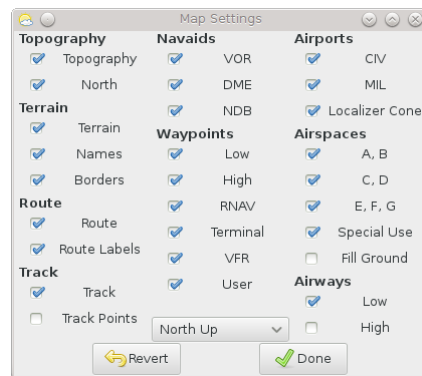 Map Settings
Topography Navaids Airports
Topography VOR CIV
North DME MIL
Terrain NDB Localizer Cone
Terrain Waypoints Airspaces
Names Low A, B
Borders High C, D
Route RNAV E, F, G
Route Terminal Special Use
Route Labels VFR Fill Ground
Track User Airways
Track Low
Track Points North Up High
Revert Done